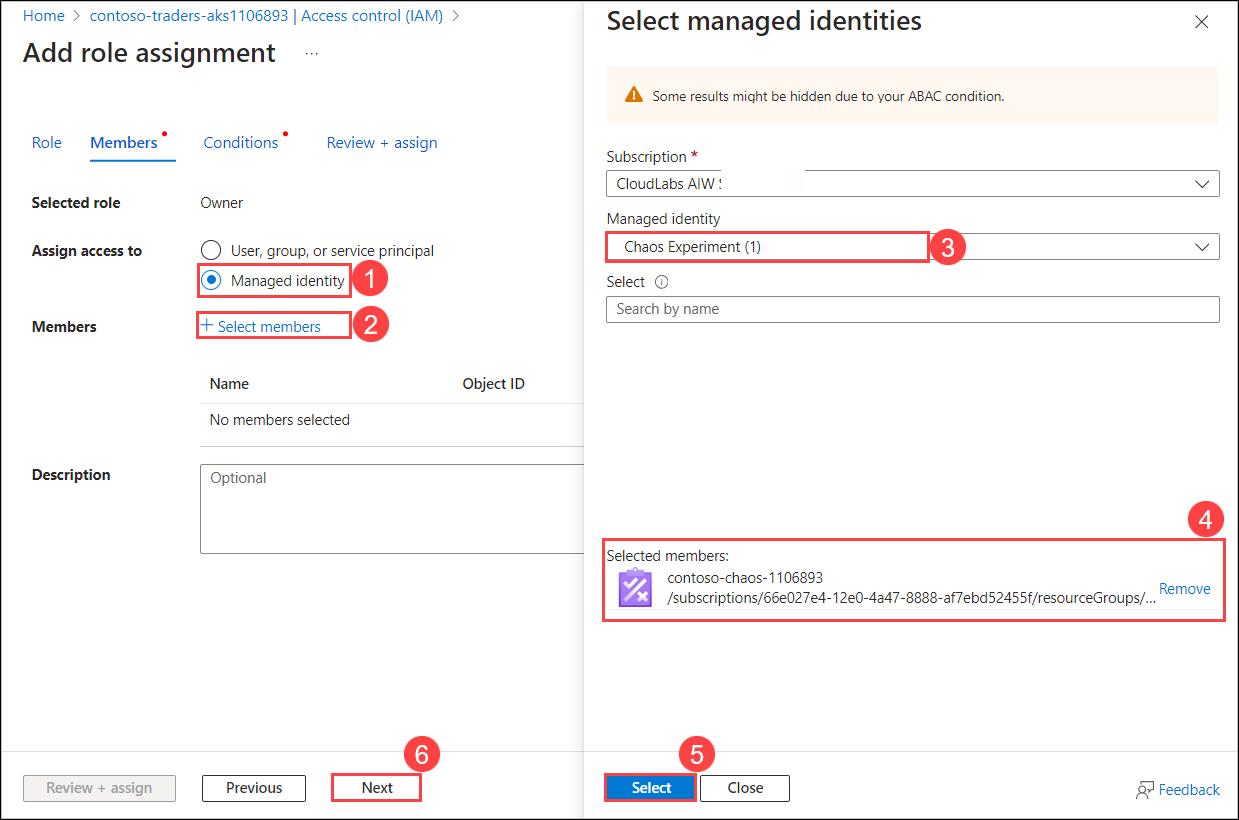 Home > contoso-traders-aks1106893 | Access control (IAM) >
Add role assignment ...
Role Members Conditions Review + assign
Selected role Owner
Assign access to User, group, or service principal
Managed identity 1
Members + Select members 2
Name Object ID
No members selected
Description Optional
Review + assign Previous Next 6
Select managed identities
Some results might be hidden due to your ABAC condition.
Subscription *
CloudLabs AIW
Managed identity
Chaos Experiment (1) 3
Select
Search by name
4
Selected members:
contoso-chaos-1106893
/subscriptions/66e027e4-12e0-4a47-8888-af7ebd52455f/resourceGroups/... Remove
5
Select Close
Feedback